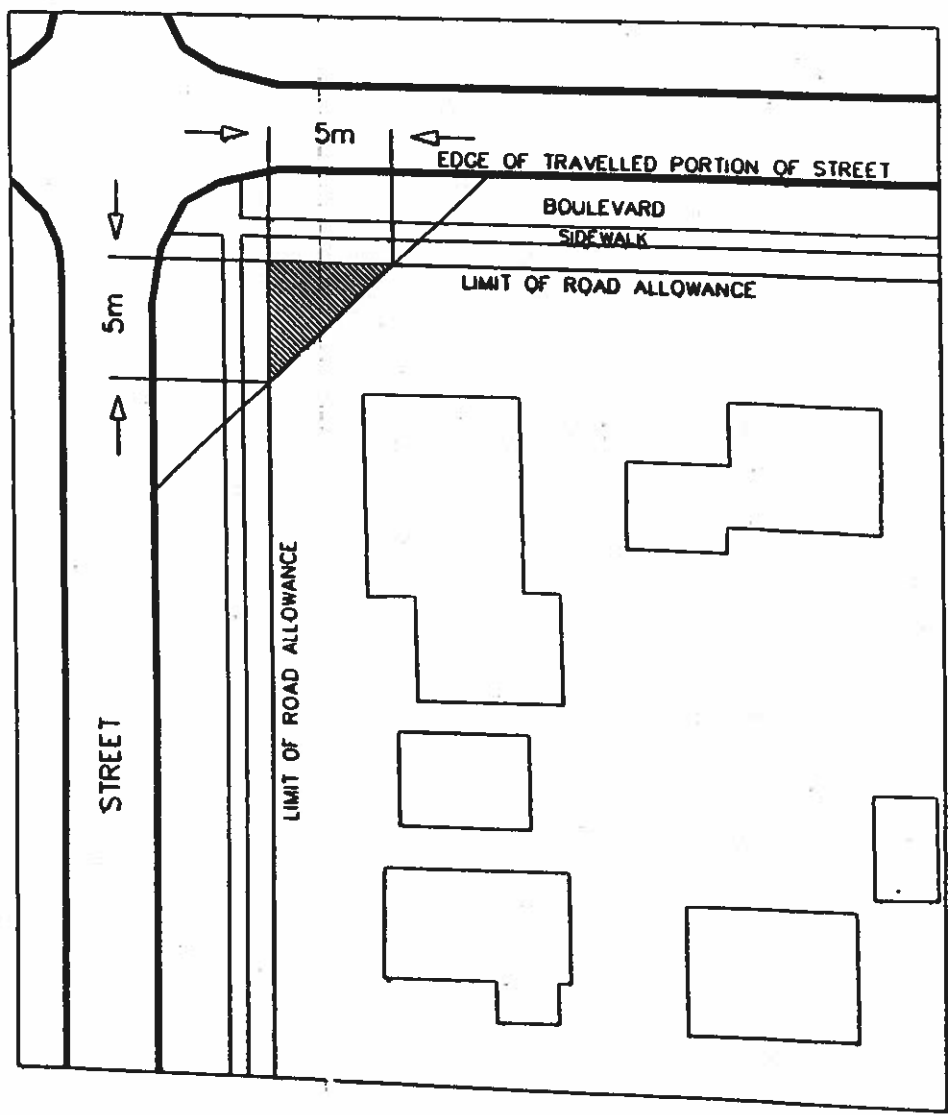 5m
EDGE OF TRAVELLED PORTION OF STREET
BOULEVARD
SIDEWALK
LIMIT OF ROAD ALLOWANCE
5m
LIMIT OF ROAD ALLOWANCE
STREET